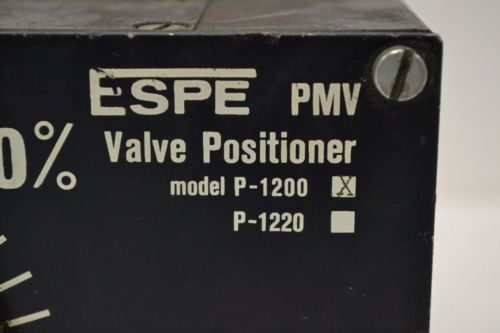 ESPE PMV
0% Valve Positioner
model P-1200 X
P-1220